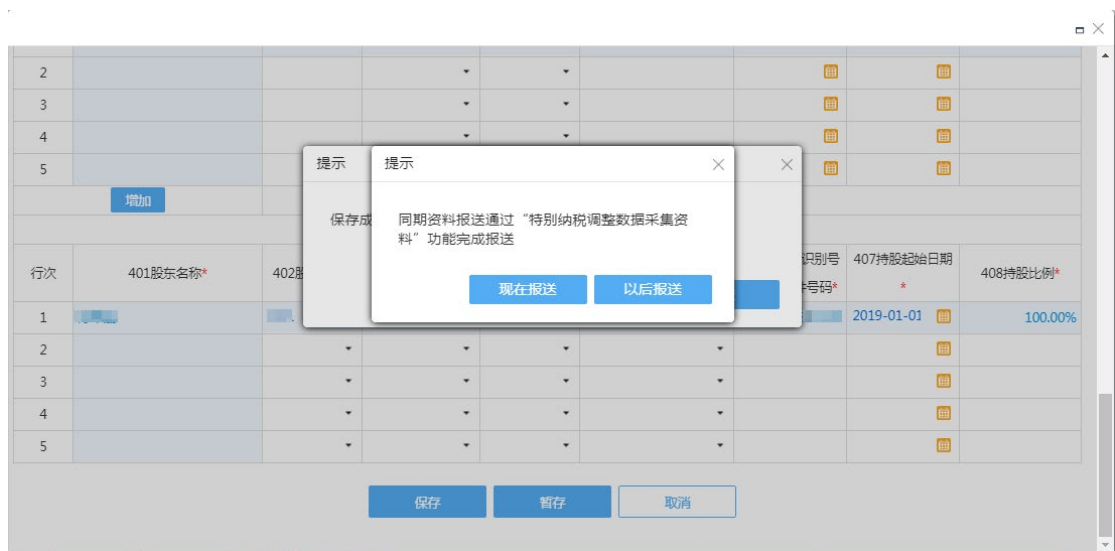 2
3
4
5
增加
提示
提示
保存成
同期资料报送通过“特别纳税调整数据采集资
料”功能完成报送
现在报送
以后报送
行次
401股东名称*
402股
识别号
号码*
407持股起始日期
*
408持股比例*
1
2019-01-01
100.00%
2
3
4
5
保存
暂存
取消